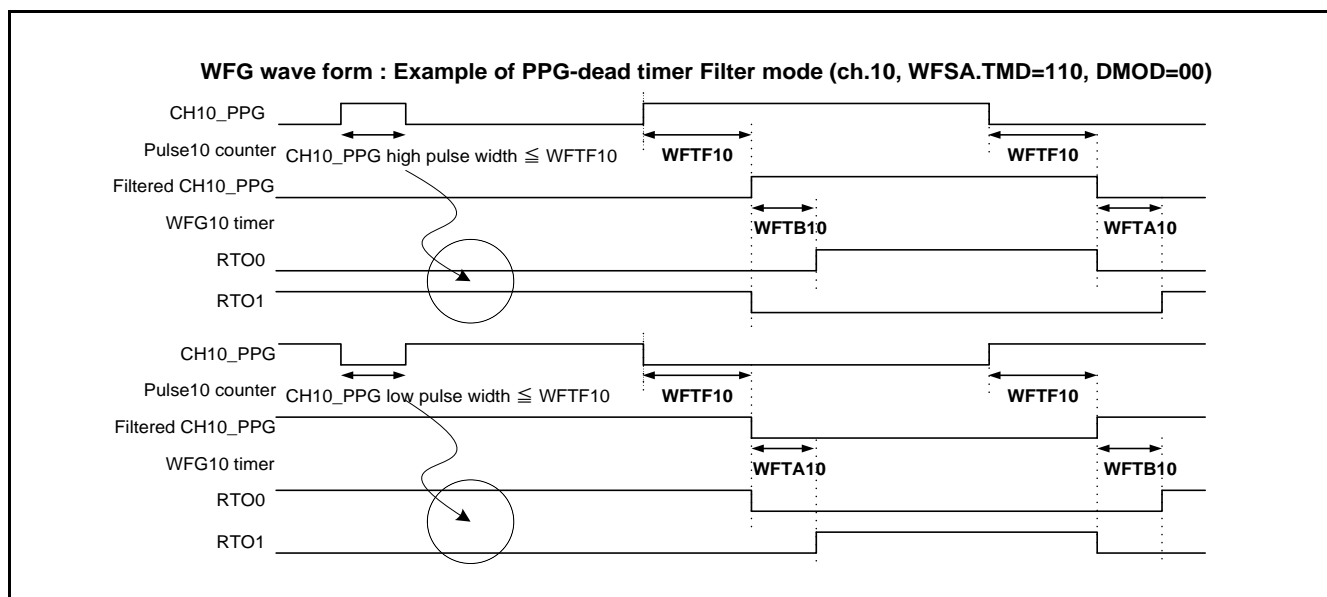 WFG wave form : Example of PPG-dead timer Filter mode (ch.10, WFSA.TMD=110, DMOD=00)
CH10_PPG
Pulse10 counter
CH10_PPG high pulse width ≦ WFTF10
WFTF10
WFTF10
Filtered CH10_PPG
WFG10 timer
WFTB10
WFTA10
RTO0
RTO1
CH10_PPG
Pulse10 counter
CH10_PPG low pulse width ≦ WFTF10
WFTF10
WFTF10
Filtered CH10_PPG
WFG10 timer
WFTA10
WFTB10
RTO0
RTO1